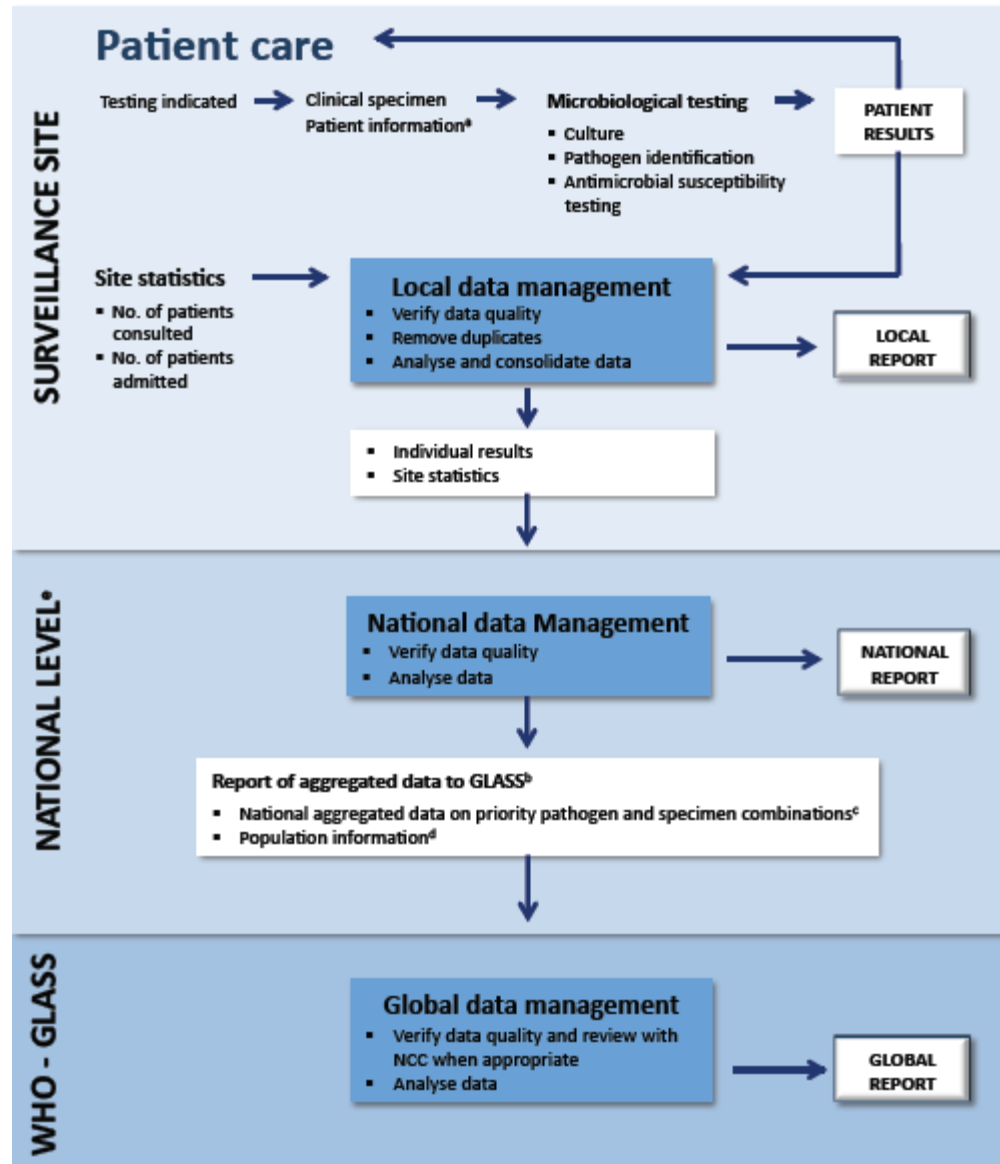 SURVEILLANCE SITE
Patient care
Testing indicated
Clinical specimen
Patient informationᵃ
Microbiological testing
▪ Culture
▪ Pathogen identification
▪ Antimicrobial susceptibility
testing
PATIENT
RESULTS
Site statistics
▪ No. of patients
consulted
▪ No. of patients
admitted
Local data management
▪ Verify data quality
▪ Remove duplicates
▪ Analyse and consolidate data
LOCAL
REPORT
▪ Individual results
▪ Site statistics
NATIONAL LEVELᵉ
National data Management
▪ Verify data quality
▪ Analyse data
NATIONAL
REPORT
Report of aggregated data to GLASSᵇ
▪ National aggregated data on priority pathogen and specimen combinationsᶜ
▪ Population informationᵈ
WHO - GLASS
Global data management
▪ Verify data quality and review with
NCC when appropriate
▪ Analyse data
GLOBAL
REPORT